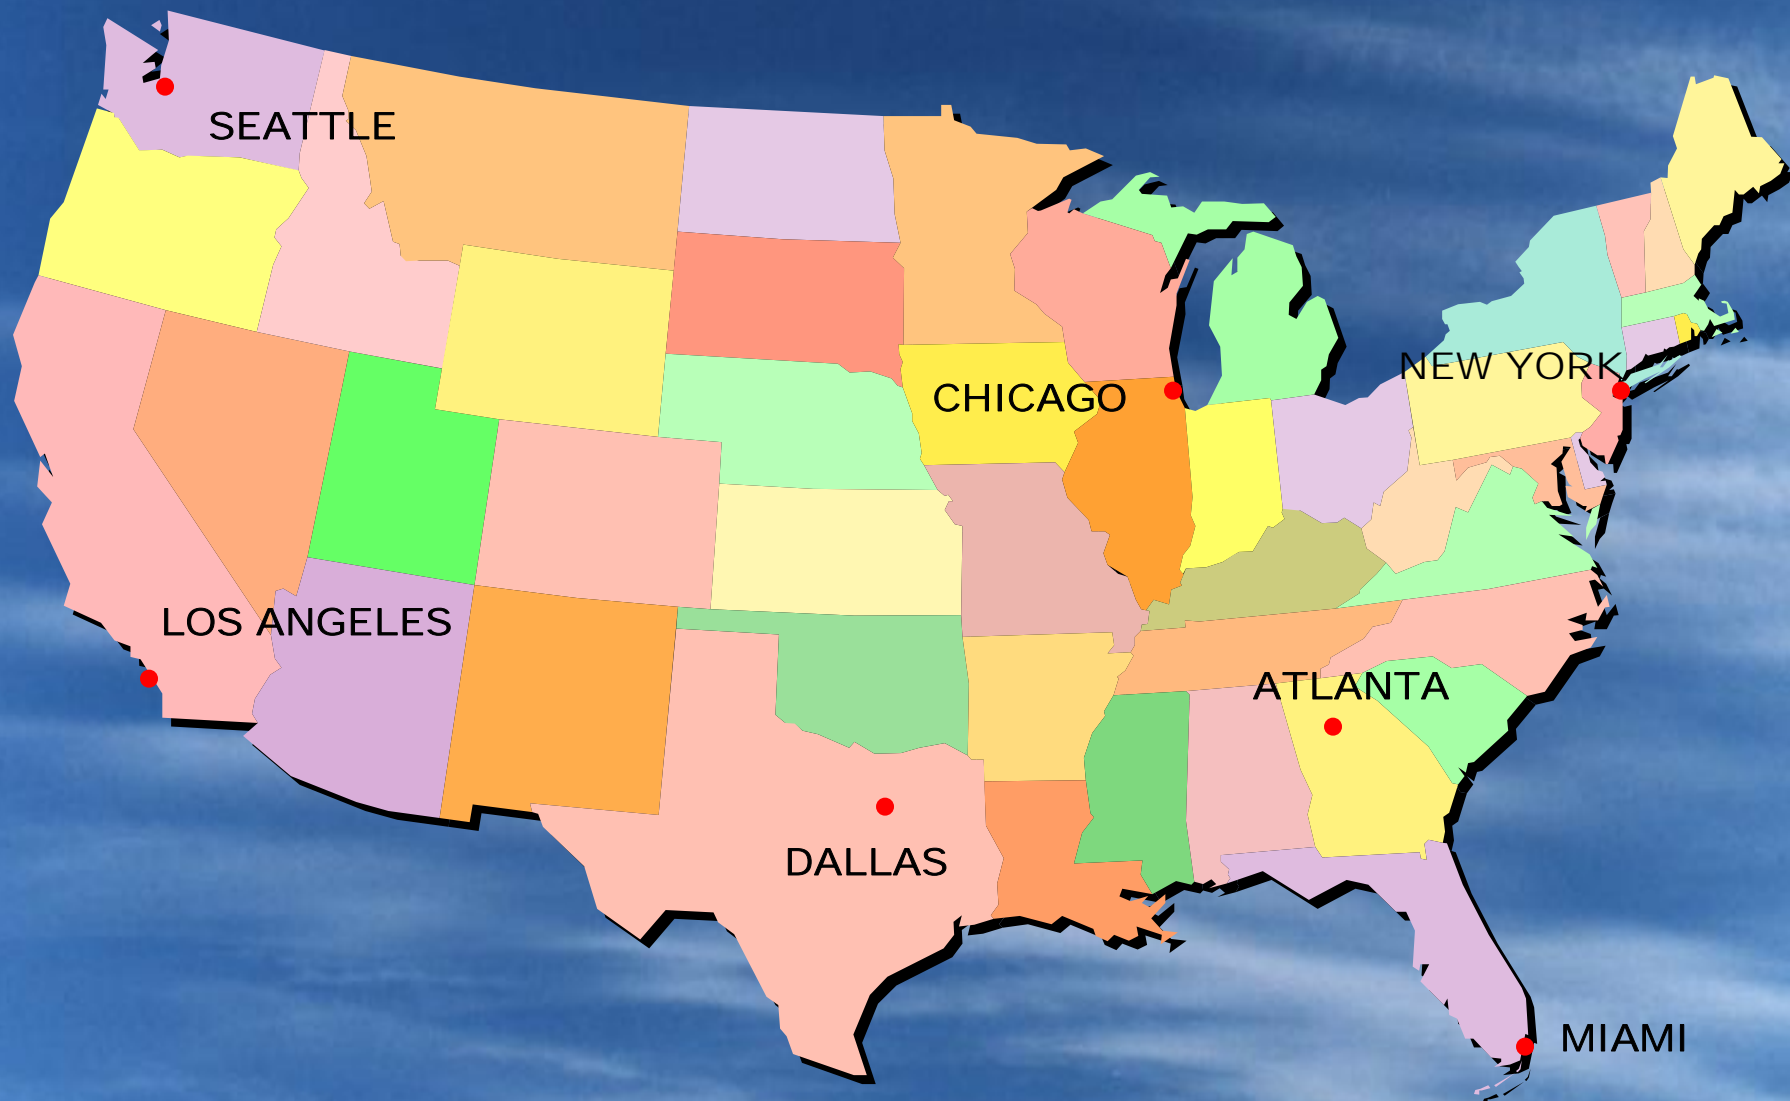 SEATTLE
NEW YORK
CHICAGO
LOS ANGELES
ATLANTA
DALLAS
MIAMI